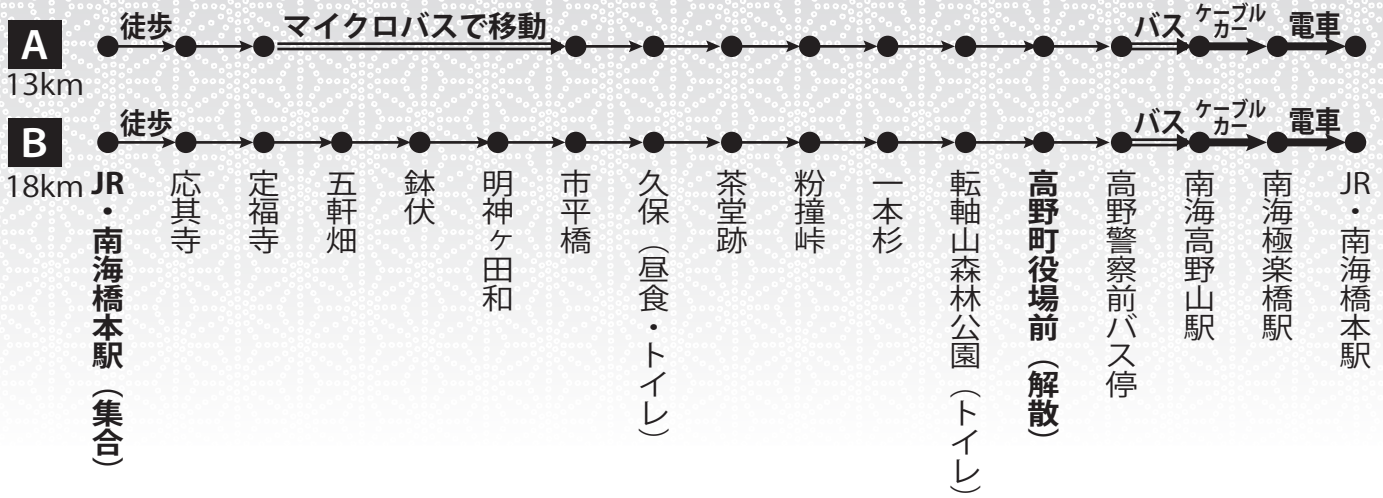 A
13km
徒歩
マイクロバスで移動
バス
ケーブル
カー
電車
B
18km
徒歩
バス
ケーブル
カー
電車
JR・南海橋本駅（集合）
応其寺
定福寺
五軒畑
鉢伏
明神ヶ田和
市平橋
久保（昼食・トイレ）
茶堂跡
粉撞峠
一本杉
転軸山森林公園（トイレ）
高野町役場前（解散）
高野警察前バス停
南海高野山駅
南海極楽橋駅
JR・南海橋本駅